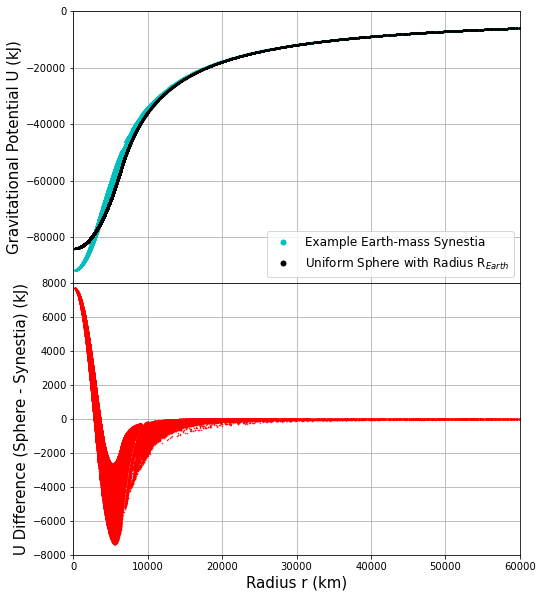 Gravitational Potential U (kJ)
0
−20000
−40000
−60000
−80000
Example Earth-mass Synestia
Uniform Sphere with Radius R_Earth
U Difference (Sphere - Synestia) (kJ)
8000
6000
4000
2000
0
−2000
−4000
−6000
−8000
0 10000 20000 30000 40000 50000 60000
Radius r (km)